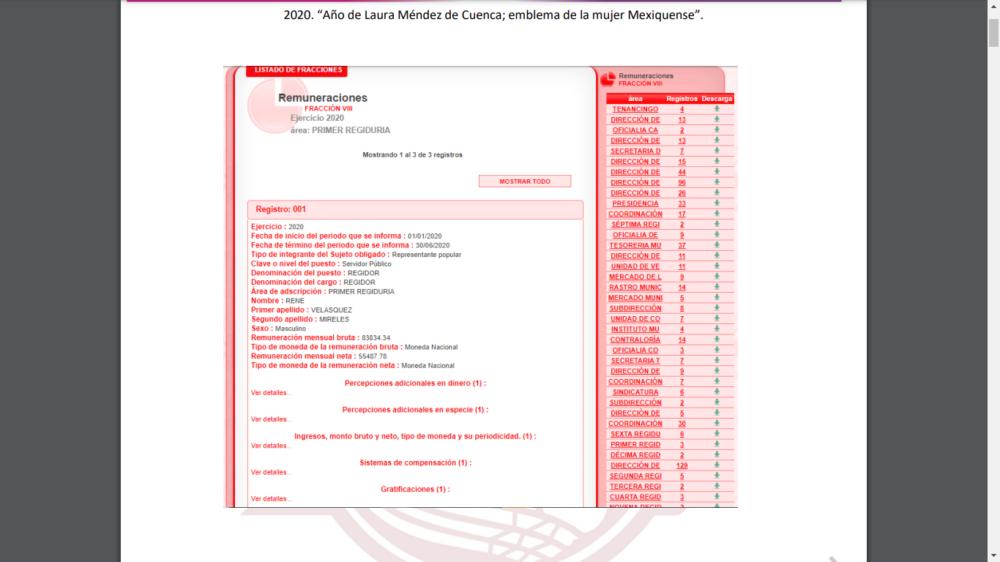 2020. “Año de Laura Méndez de Cuenca; emblema de la mujer Mexiquense”.
LISTADO DE FRACCIONES
Remuneraciones
FRACCIÓN VIII
Ejercicio 2020
área: PRIMER REGIDURIA
Mostrando 1 al 3 de 3 registros
MOSTRAR TODO
Registro: 001
Ejercicio : 2020
Fecha de inicio del periodo que se informa : 01/01/2020
Fecha de término del periodo que se informa : 30/06/2020
Tipo de integrante del Sujeto obligado : Representante popular
Clave o nivel del puesto : Servidor Público
Denominación del puesto : REGIDOR
Denominación del cargo : REGIDOR
Área de adscripción : PRIMER REGIDURIA
Nombre : RENE
Primer apellido : VELASQUEZ
Segundo apellido : MIRELES
Sexo : Masculino
Remuneración mensual bruta : 83834.34
Tipo de moneda de la remuneración bruta : Moneda Nacional
Remuneración mensual neta : 55487.78
Tipo de moneda de la remuneración neta : Moneda Nacional
Percepciones adicionales en dinero (1) :
Ver detalles...
Percepciones adicionales en especie (1) :
Ver detalles...
Ingresos, monto bruto y neto, tipo de moneda y su periodicidad. (1) :
Ver detalles...
Sistemas de compensación (1) :
Ver detalles...
Gratificaciones (1) :
Ver detalles...
Remuneraciones
FRACCIÓN VIII
área Registros Descarga
TENANCINGO 4
DIRECCIÓN DE 13
OFICIALIA CA 2
DIRECCIÓN DE 13
SECRETARIA D 7
DIRECCIÓN DE 15
DIRECCIÓN DE 44
DIRECCIÓN DE 96
DIRECCIÓN DE 26
PRESIDENCIA 33
COORDINACIÓN 17
SÉPTIMA REGI 2
OFICIALIA DE 9
TESORERIA MU 37
DIRECCIÓN DE 11
UNIDAD DE VE 11
MERCADO DE L 9
RASTRO MUNIC 14
MERCADO MUNI 5
SUBDIRECCIÓN 8
UNIDAD DE CO 7
INSTITUTO MU 4
CONTRALORÍA 14
OFICIALIA CO 3
SECRETARIA T 7
DIRECCIÓN DE 9
COORDINACIÓN 7
SINDICATURA 6
SUBDIRECCIÓN 2
DIRECCIÓN DE 5
COORDINACIÓN 30
SEXTA REGIDU 6
PRIMER REGID 3
DÉCIMA REGID 2
DIRECCIÓN DE 129
SEGUNDA REGI 5
TERCERA REGI 2
CUARTA REGID 3
NOVENA REGID